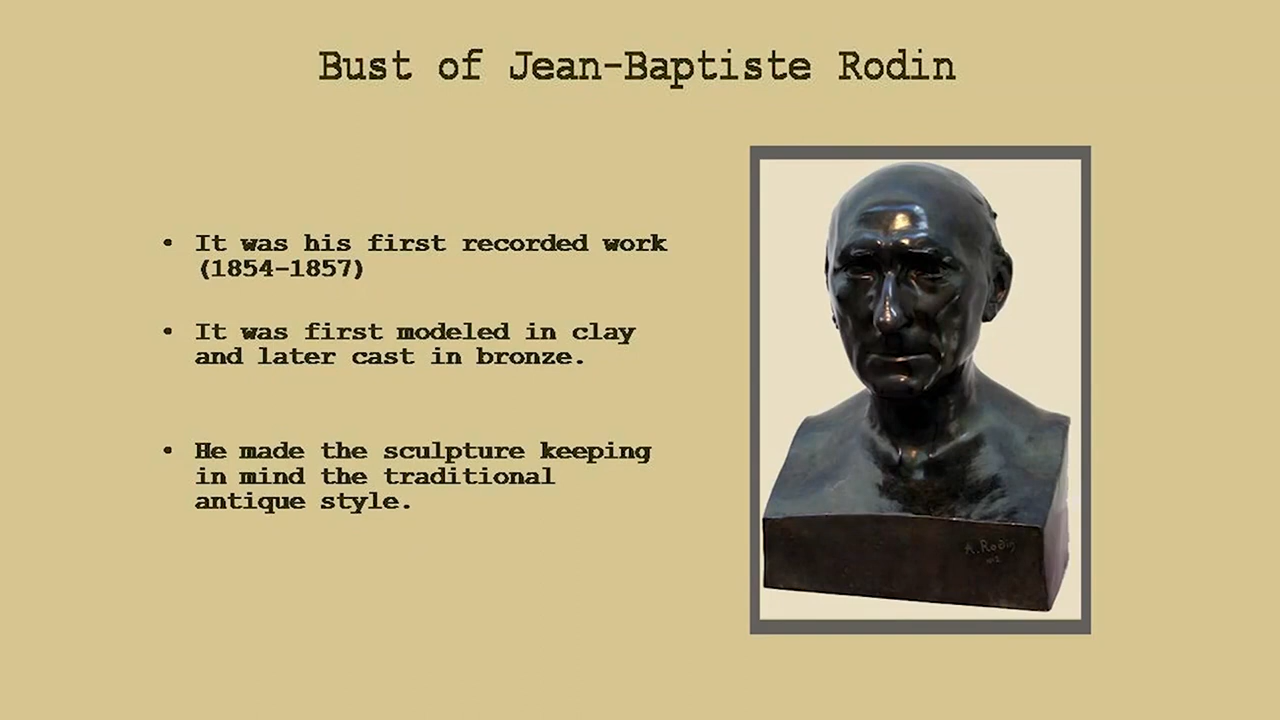 Bust of Jean-Baptiste Rodin
• It was his first recorded work
(1854-1857)
• It was first modeled in clay
and later cast in bronze.
• He made the sculpture keeping
in mind the traditional
antique style.
A.Rodin